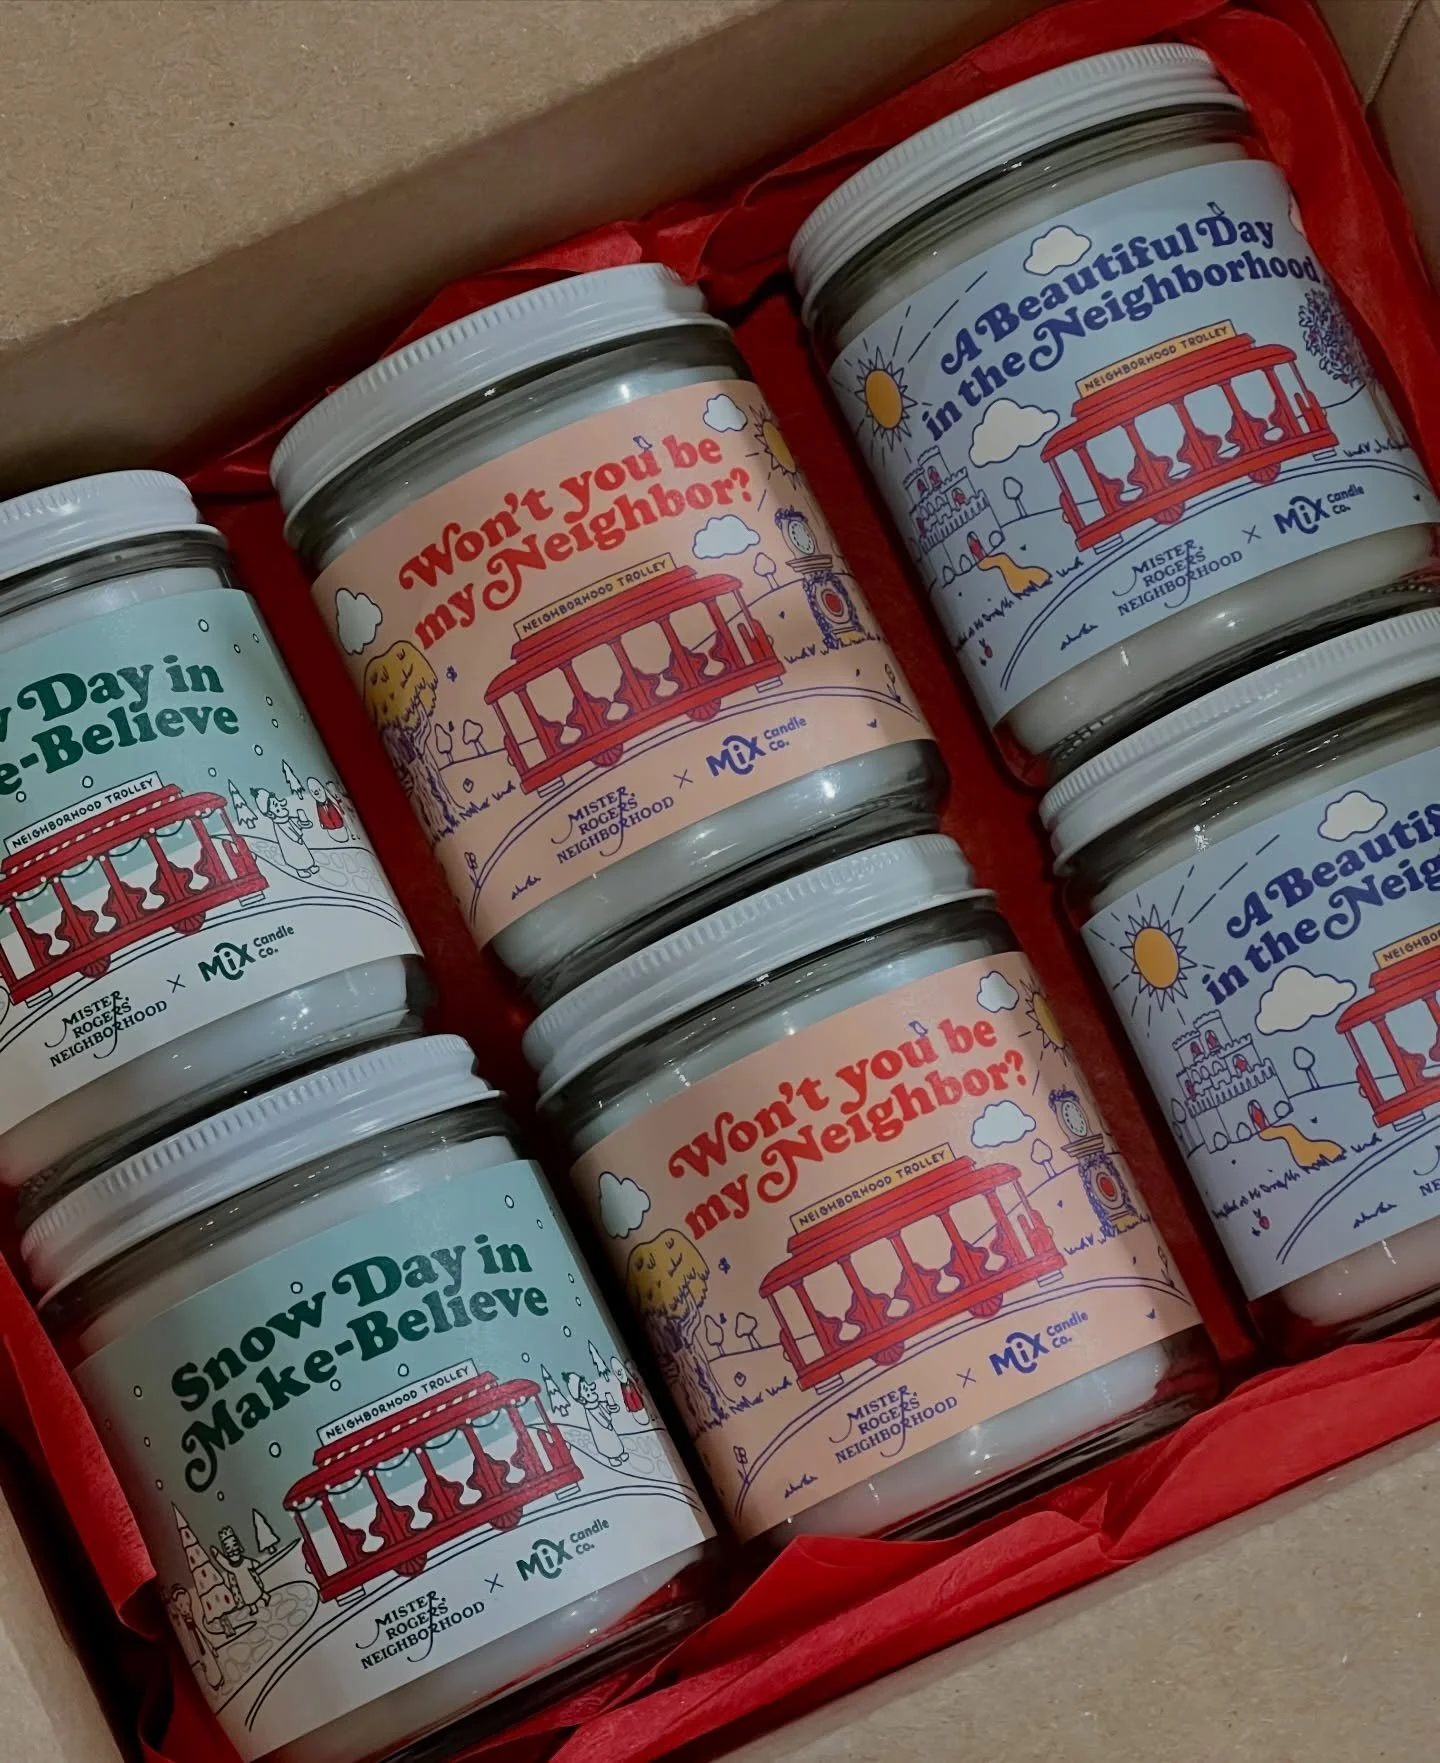 A Beautiful Day
in the Neighborhood
NEIGHBORHOOD TROLLEY
MISTER
ROGERS'
NEIGHBORHOOD
×
MiX Candle
Co.
Won't you be
my Neighbor?
NEIGHBORHOOD TROLLEY
MISTER
ROGERS'
NEIGHBORHOOD
×
MiX Candle
Co.
Day in
-Believe
NEIGHBORHOOD TROLLEY
MISTER
ROGERS'
NEIGHBORHOOD
×
MiX Candle
Co.
A Beautif
in the Neig
NEIGHBO
Won't you be
my Neighbor?
NEIGHBORHOOD TROLLEY
MISTER
ROGERS'
NEIGHBORHOOD
×
MiX Candle
Co.
Snow Day in
Make-Believe
NEIGHBORHOOD TROLLEY
MISTER
ROGERS'
NEIGHBORHOOD
×
MiX Candle
Co.